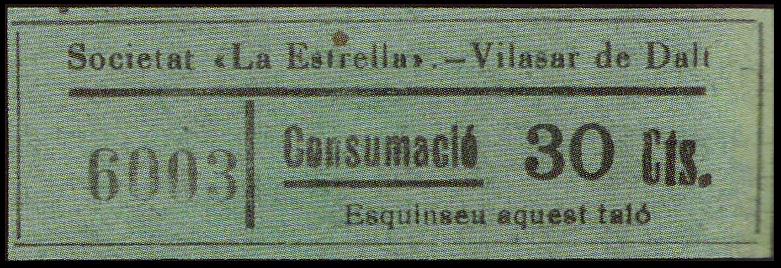 Societat «La Estrella».—Vilasar de Dalt
6003
Consumació 30 Cts.
Esquinseu aquest taló